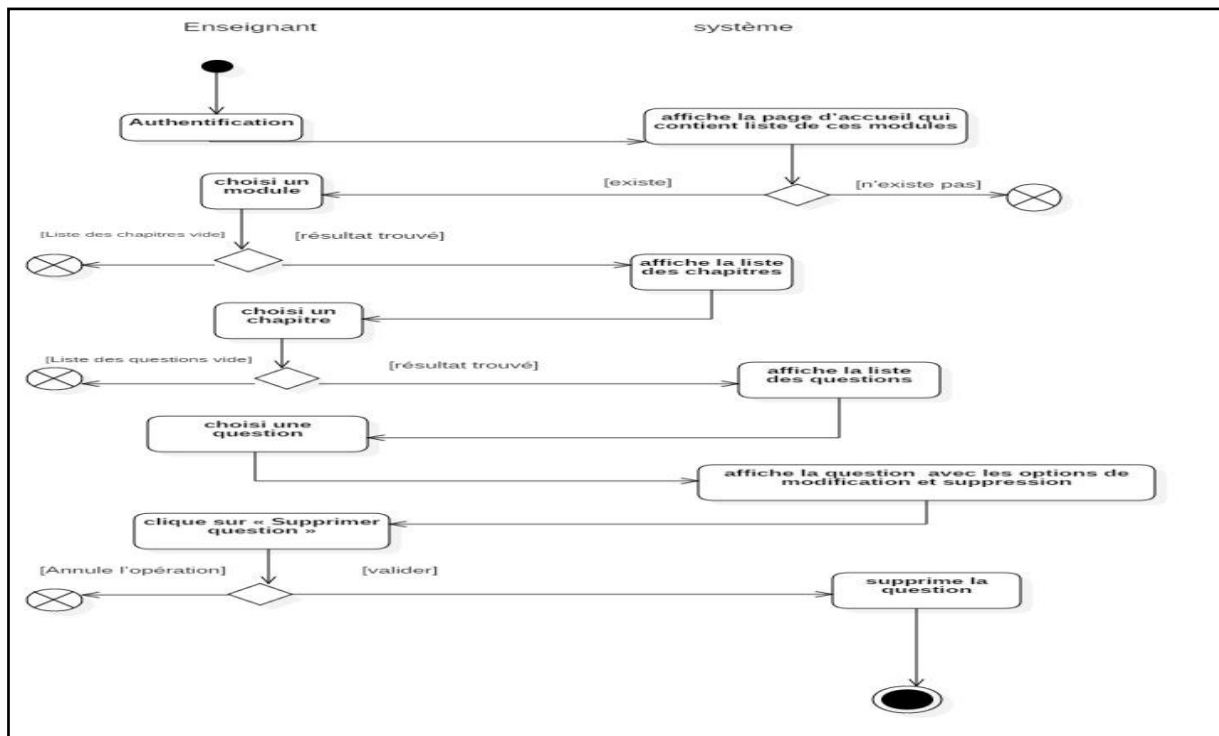 Enseignant
système
Authentification
affiche la page d'accueil qui
contient liste de ces modules
choisi un
module
[existe]
[n'existe pas]
[Liste des chapitres vide]
[résultat trouvé]
affiche la liste
des chapitres
choisi un
chapitre
[Liste des questions vide]
[résultat trouvé]
affiche la liste
des questions
choisi une
question
affiche la question avec les options de
modification et suppression
clique sur « Supprimer
question »
[Annule l'opération]
[valider]
supprime la
question